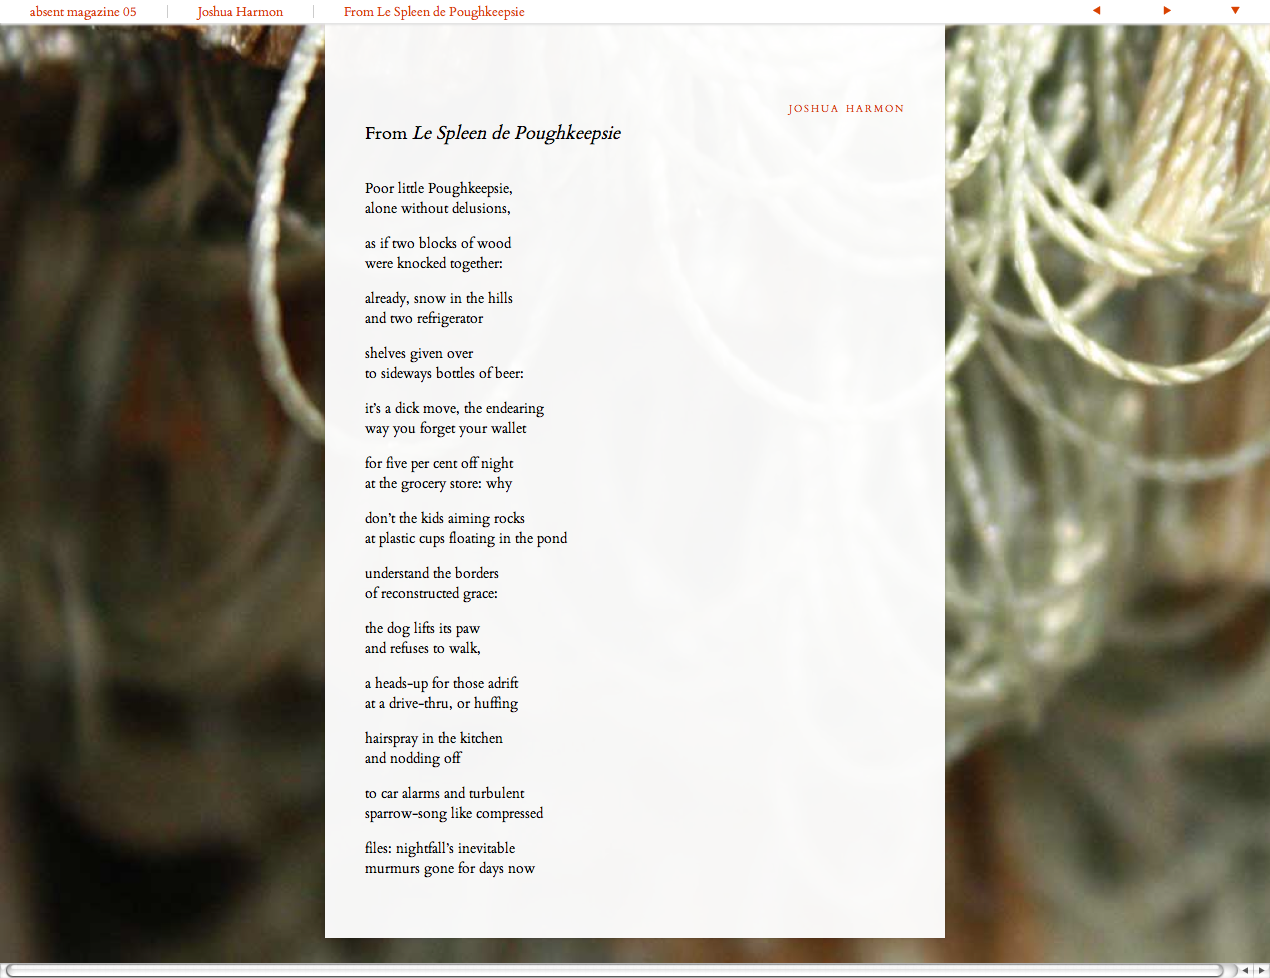 absent magazine 05
Joshua Harmon
From Le Spleen de Poughkeepsie
JOSHUA HARMON
From Le Spleen de Poughkeepsie
Poor little Poughkeepsie,
alone without delusions,
as if two blocks of wood
were knocked together:
already, snow in the hills
and two refrigerator
shelves given over
to sideways bottles of beer:
it’s a dick move, the endearing
way you forget your wallet
for five per cent off night
at the grocery store: why
don’t the kids aiming rocks
at plastic cups floating in the pond
understand the borders
of reconstructed grace:
the dog lifts its paw
and refuses to walk,
a heads-up for those adrift
at a drive-thru, or huffing
hairspray in the kitchen
and nodding off
to car alarms and turbulent
sparrow-song like compressed
files: nightfall’s inevitable
murmurs gone for days now